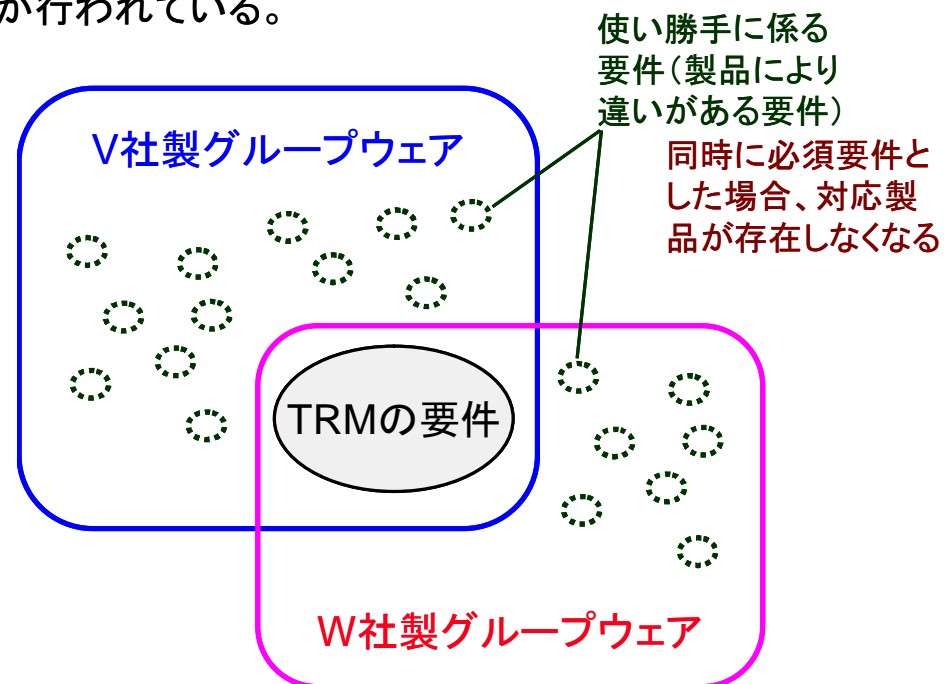 が行われている。
使い勝手に係る
要件(製品により
違いがある要件)
同時に必須要件と
した場合、対応製
品が存在しなくなる
V社製グループウェア
TRMの要件
W社製グループウェア